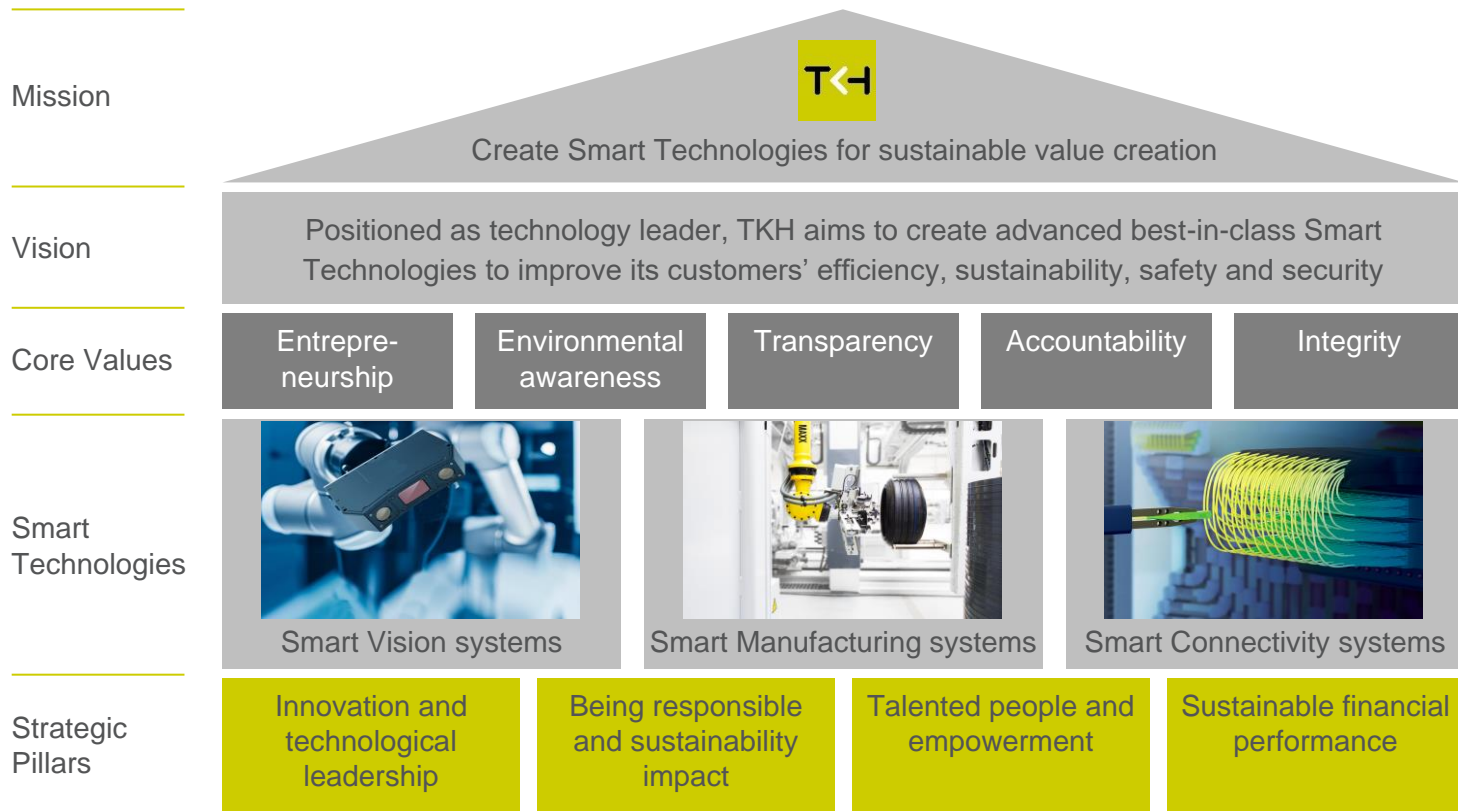 Mission
TKH
Create Smart Technologies for sustainable value creation
Vision
Positioned as technology leader, TKH aims to create advanced best-in-class Smart
Technologies to improve its customers’ efficiency, sustainability, safety and security
Core Values
Entrepre-
neurship
Environmental
awareness
Transparency
Accountability
Integrity
Smart
Technologies
MAXX
Smart Vision systems
Smart Manufacturing systems
Smart Connectivity systems
Strategic
Pillars
Innovation and
technological
leadership
Being responsible
and sustainability
impact
Talented people and
empowerment
Sustainable financial
performance